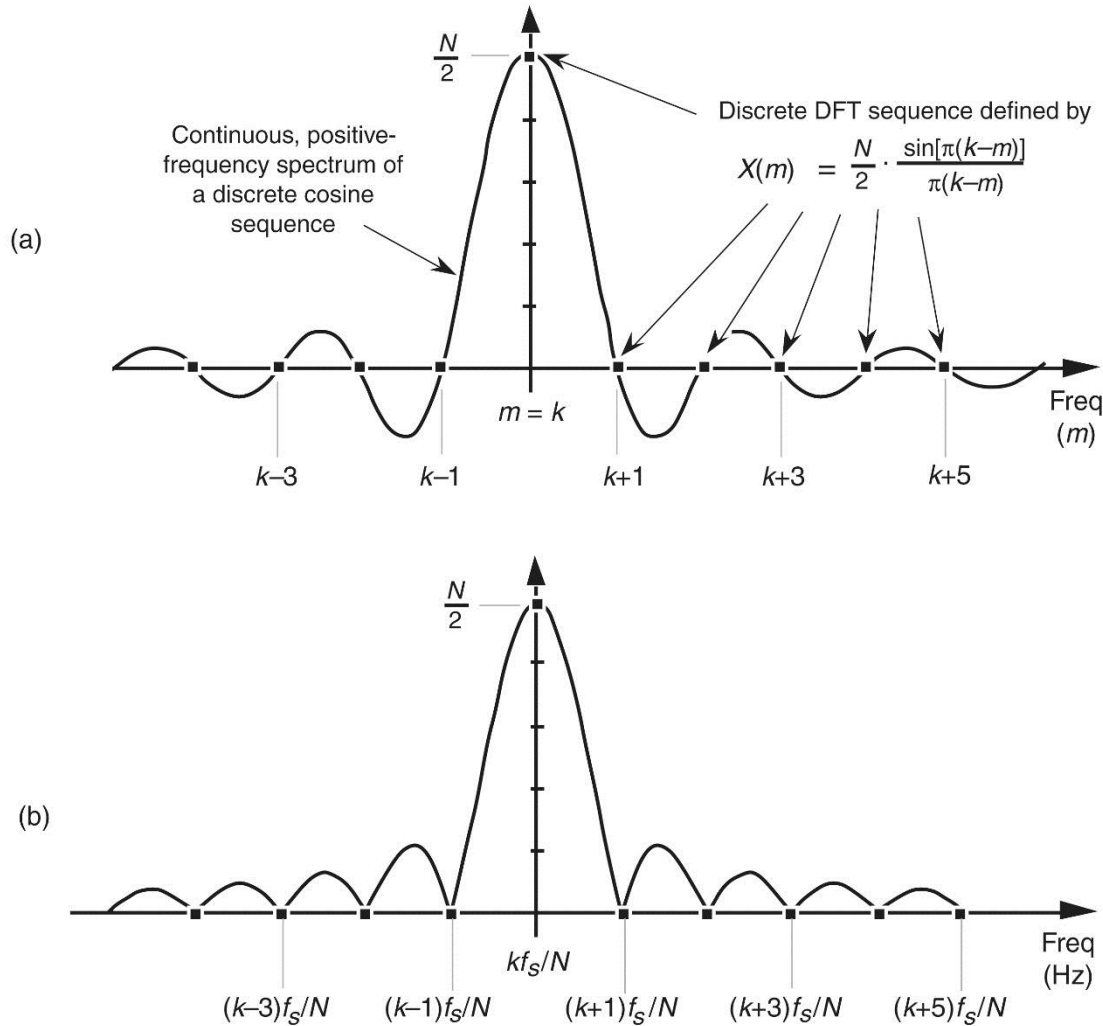 N/2
Discrete DFT sequence defined by
X(m) = N/2 · sin[π(k–m)]/π(k–m)
Continuous, positive-
frequency spectrum of
a discrete cosine
sequence
(a)
m = k
Freq
(m)
k–3 k–1 k+1 k+3 k+5
N/2
(b)
kfs/N
Freq
(Hz)
(k–3)fs/N (k–1)fs/N (k+1)fs/N (k+3)fs/N (k+5)fs/N